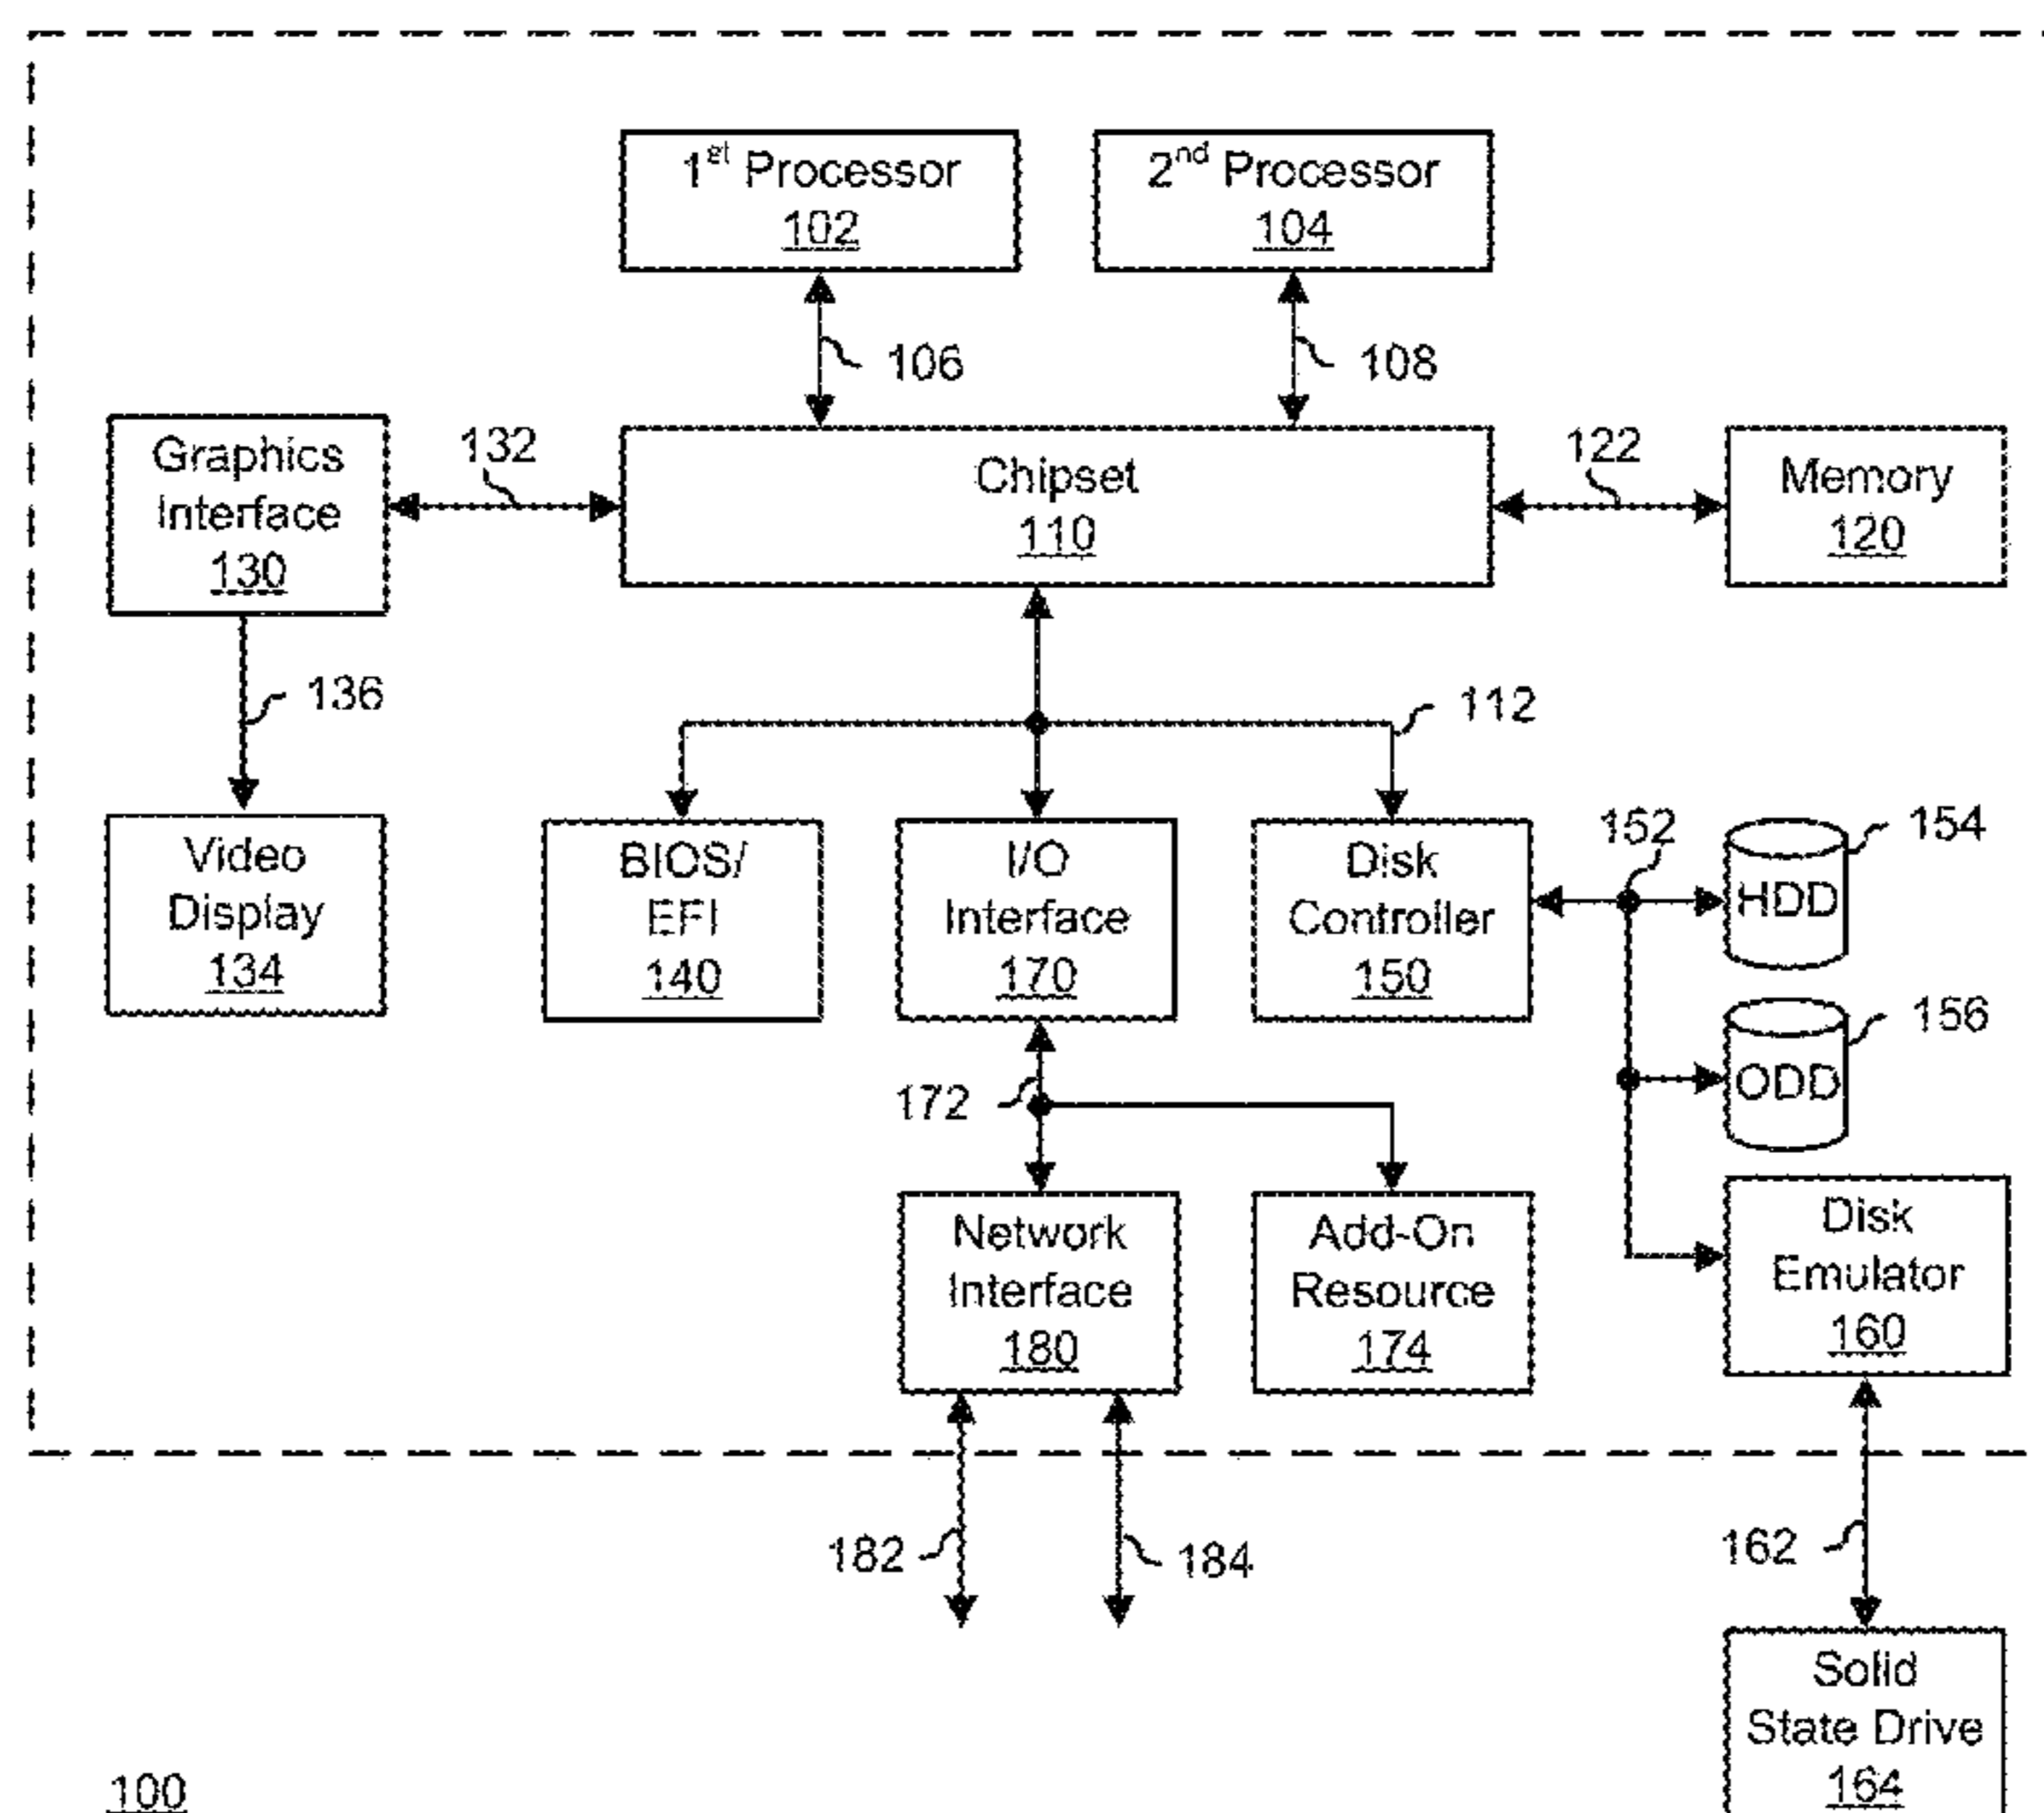 1st Processor
102
2nd Processor
104
106
108
Graphics
Interface
130
132
Chipset
110
122
Memory
120
136
112
Video
Display
134
BIOS/
EFI
140
I/O
Interface
170
Disk
Controller
150
152
HDD
154
ODD
156
172
Network
Interface
180
Add-On
Resource
174
Disk
Emulator
160
182
184
162
Solid
State Drive
164
100